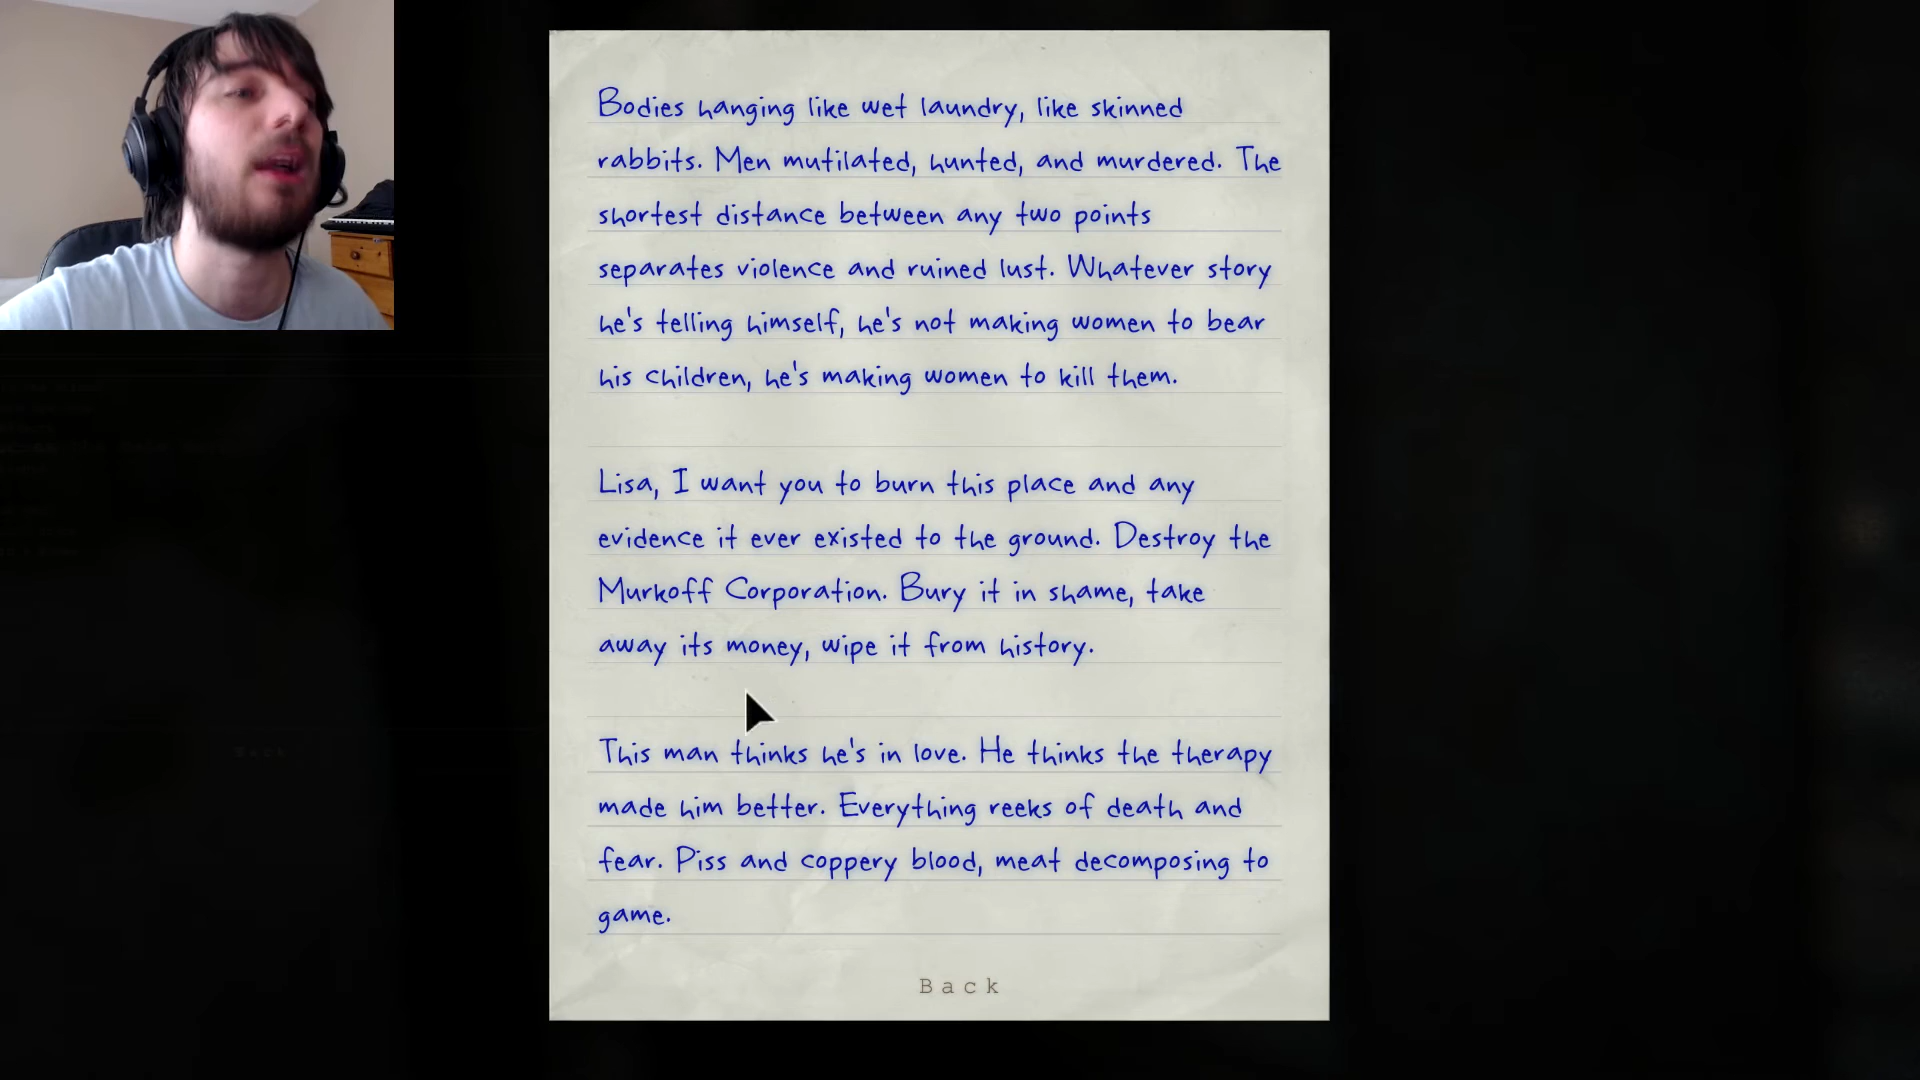 Bodies hanging like wet laundry, like skinned
rabbits. Men mutilated, hunted, and murdered. The
shortest distance between any two points
separates violence and ruined lust. Whatever story
he's telling himself, he's not making women to bear
his children, he's making women to kill them.
Lisa, I want you to burn this place and any
evidence it ever existed to the ground. Destroy the
Murkoff Corporation. Bury it in shame, take
away its money, wipe it from history.
This man thinks he's in love. He thinks the therapy
made him better. Everything reeks of death and
fear. Piss and coppery blood, meat decomposing to
game.
Back
Back